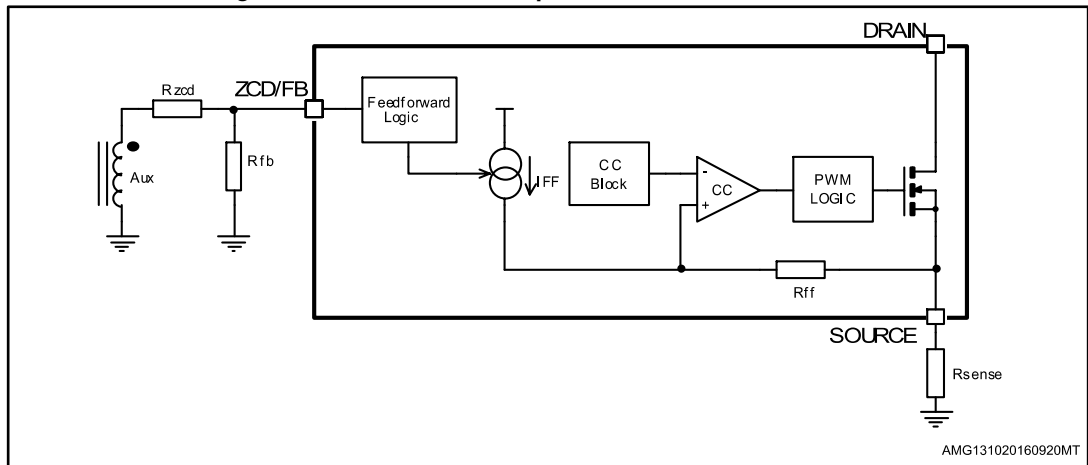 DRAIN
ZCD/FB
Rzcd
Feedforward
Logic
Rfb
Aux
IFF
CC
Block
-
+
CC
PWM
LOGIC
Rff
SOURCE
Rsense
AMG131020160920MT